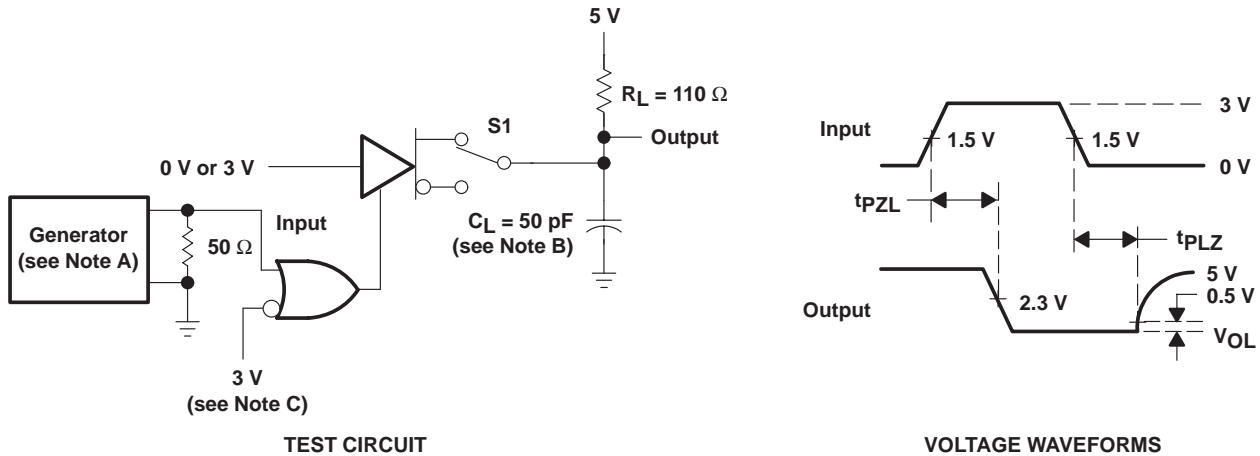 5 V
RL = 110 Ω
S1
Output
0 V or 3 V
Input
CL = 50 pF
(see Note B)
Generator
(see Note A)
50 Ω
3 V
(see Note C)
TEST CIRCUIT
3 V
Input
1.5 V
1.5 V
0 V
tPZL
tPLZ
5 V
0.5 V
Output
2.3 V
VOL
VOLTAGE WAVEFORMS